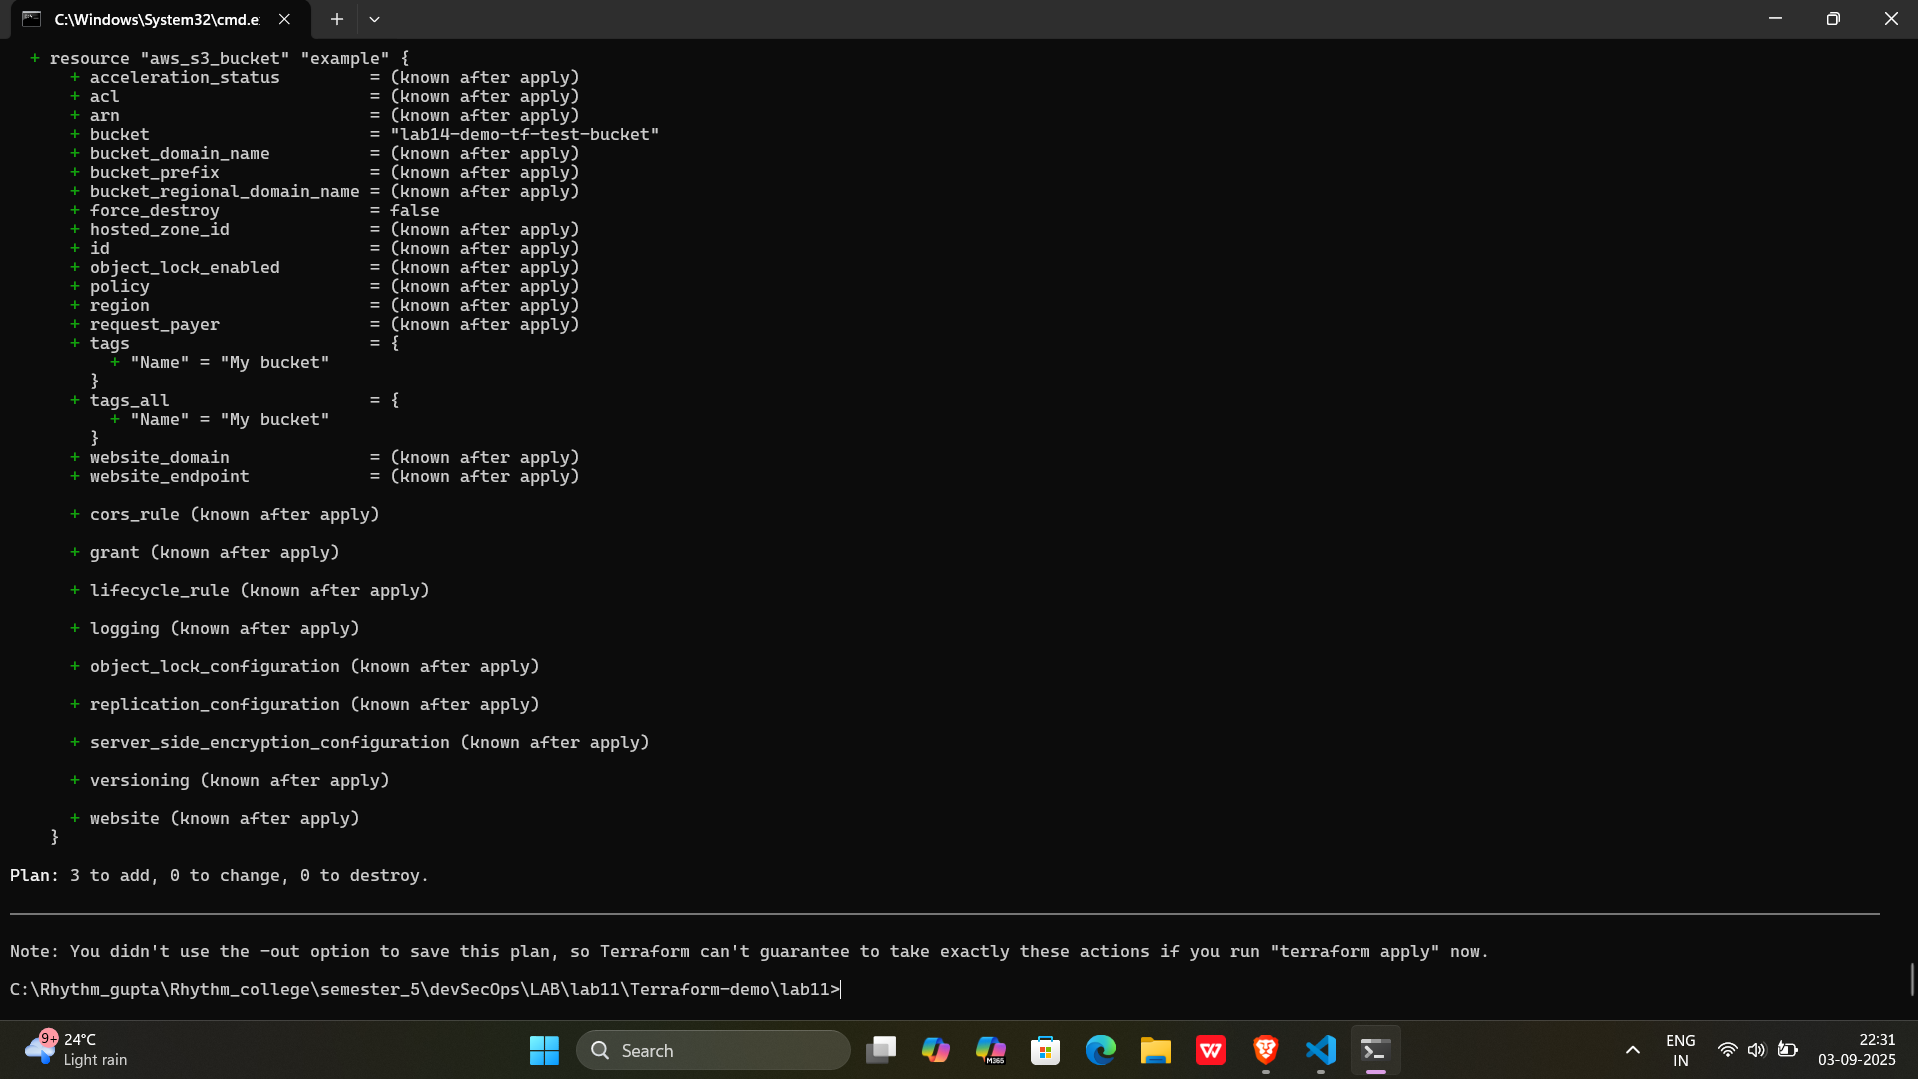 C:\Windows\System32\cmd.e
+ resource "aws_s3_bucket" "example" {
+ acceleration_status = (known after apply)
+ acl = (known after apply)
+ arn = (known after apply)
+ bucket = "lab14-demo-tf-test-bucket"
+ bucket_domain_name = (known after apply)
+ bucket_prefix = (known after apply)
+ bucket_regional_domain_name = (known after apply)
+ force_destroy = false
+ hosted_zone_id = (known after apply)
+ id = (known after apply)
+ object_lock_enabled = (known after apply)
+ policy = (known after apply)
+ region = (known after apply)
+ request_payer = (known after apply)
+ tags = {
+ "Name" = "My bucket"
}
+ tags_all = {
+ "Name" = "My bucket"
}
+ website_domain = (known after apply)
+ website_endpoint = (known after apply)
+ cors_rule (known after apply)
+ grant (known after apply)
+ lifecycle_rule (known after apply)
+ logging (known after apply)
+ object_lock_configuration (known after apply)
+ replication_configuration (known after apply)
+ server_side_encryption_configuration (known after apply)
+ versioning (known after apply)
+ website (known after apply)
}
Plan: 3 to add, 0 to change, 0 to destroy.
Note: You didn't use the -out option to save this plan, so Terraform can't guarantee to take exactly these actions if you run "terraform apply" now.
C:\Rhythm_gupta\Rhythm_college\semester_5\devSecOps\LAB\lab11\Terraform-demo\lab11>
9+
24°C
Light rain
Search
M365
W
ENG
IN
22:31
03-09-2025